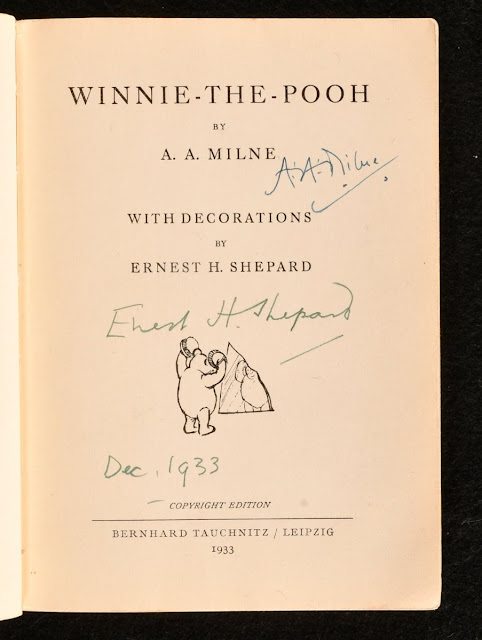 WINNIE-THE-POOH
BY
A. A. MILNE
A. A. Milne
WITH DECORATIONS
BY
ERNEST H. SHEPARD
Ernest H. Shepard
Dec. 1933
COPYRIGHT EDITION
BERNHARD TAUCHNITZ / LEIPZIG
1933